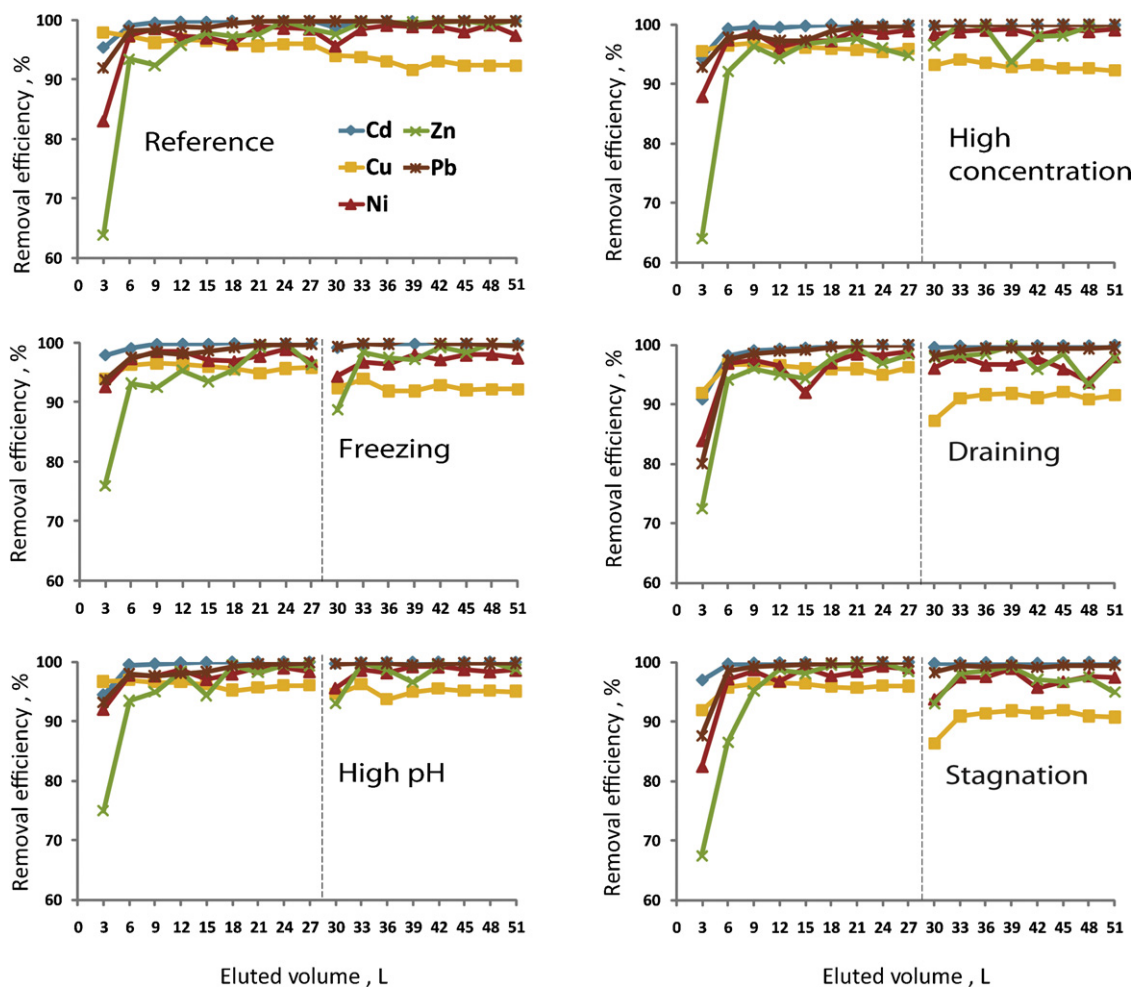 Removal efficiency , %
100
90
80
70
60
Reference
Cd
Zn
Cu
Pb
Ni
0 3 6 9 12 15 18 21 24 27 30 33 36 39 42 45 48 51
Removal efficiency , %
100
90
80
70
60
High
concentration
0 3 6 9 12 15 18 21 24 27 30 33 36 39 42 45 48 51
Removal efficiency , %
100
90
80
70
60
Freezing
0 3 6 9 12 15 18 21 24 27 30 33 36 39 42 45 48 51
Removal efficiency , %
100
90
80
70
60
Draining
0 3 6 9 12 15 18 21 24 27 30 33 36 39 42 45 48 51
Removal efficiency , %
100
90
80
70
60
High pH
0 3 6 9 12 15 18 21 24 27 30 33 36 39 42 45 48 51
Eluted volume , L
Removal efficiency , %
100
90
80
70
60
Stagnation
0 3 6 9 12 15 18 21 24 27 30 33 36 39 42 45 48 51
Eluted volume , L